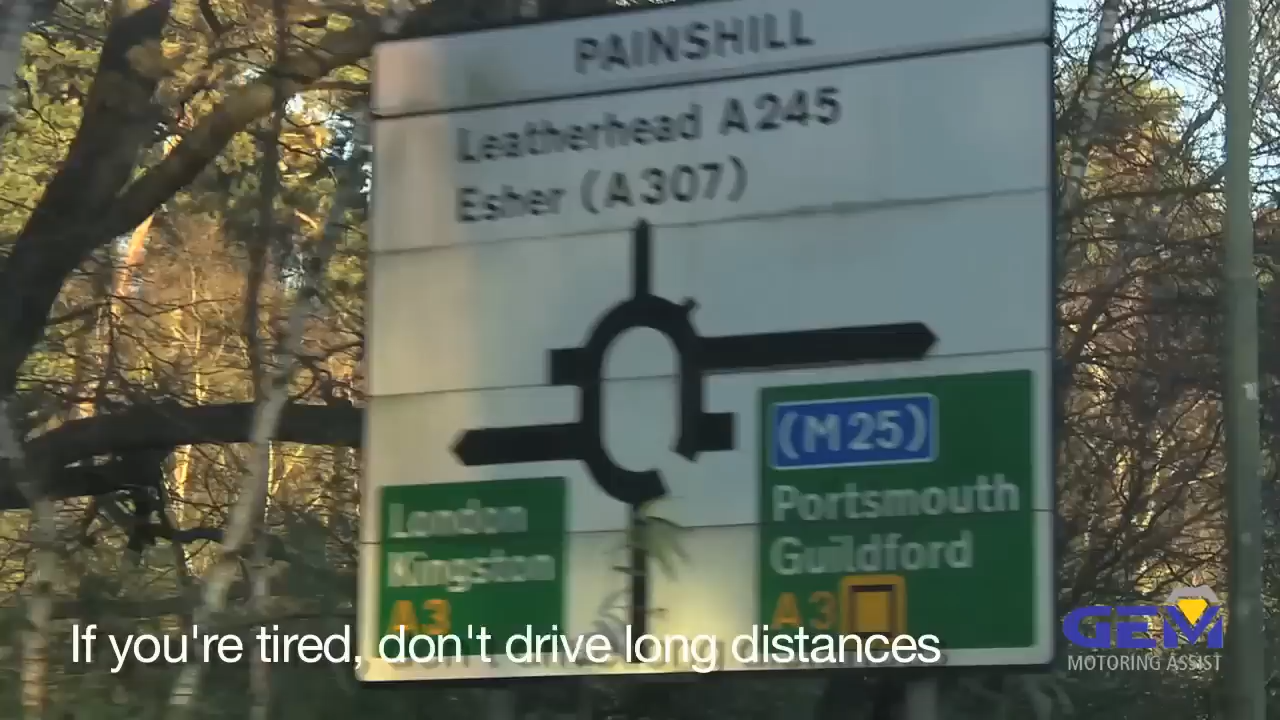 PAINSHILL
Leatherhead A245
Esher (A307)
(M25)
Portsmouth
Guildford
A3
London
Kingston
A3
If you're tired, don't drive long distances
GEM
MOTORING ASSIST